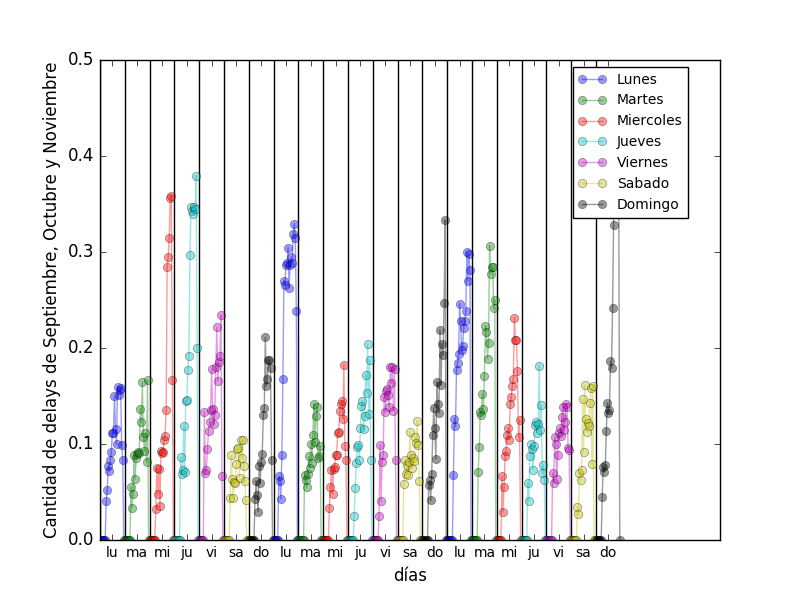 0.5
0.4
0.3
0.2
0.1
0.0
Cantidad de delays de Septiembre, Octubre y Noviembre
Lunes
Martes
Miercoles
Jueves
Viernes
Sabado
Domingo
lu ma mi ju vi sa do lu ma mi ju vi sa do lu ma mi ju vi sa do
días